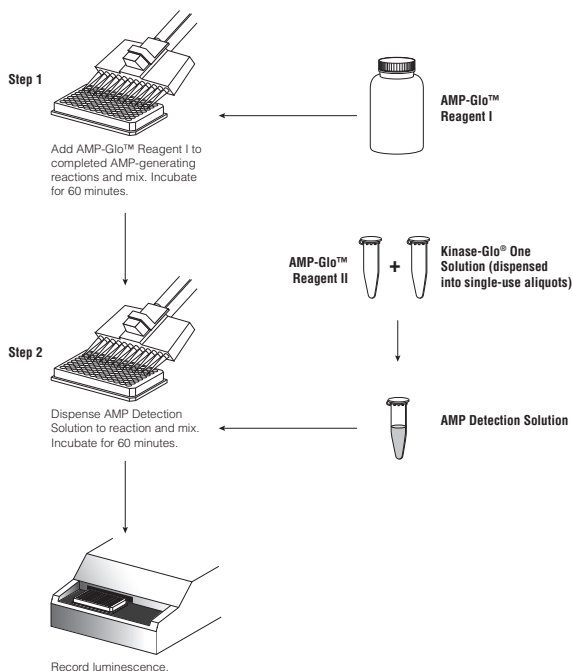 Step 1
AMP-Glo™
Reagent I
Add AMP-Glo™ Reagent I to
completed AMP-generating
reactions and mix. Incubate
for 60 minutes.
AMP-Glo™
Reagent II
+
Kinase-Glo® One
Solution (dispensed
into single-use aliquots)
Step 2
Dispense AMP Detection
Solution to reaction and mix.
Incubate for 60 minutes.
AMP Detection Solution
Record luminescence.